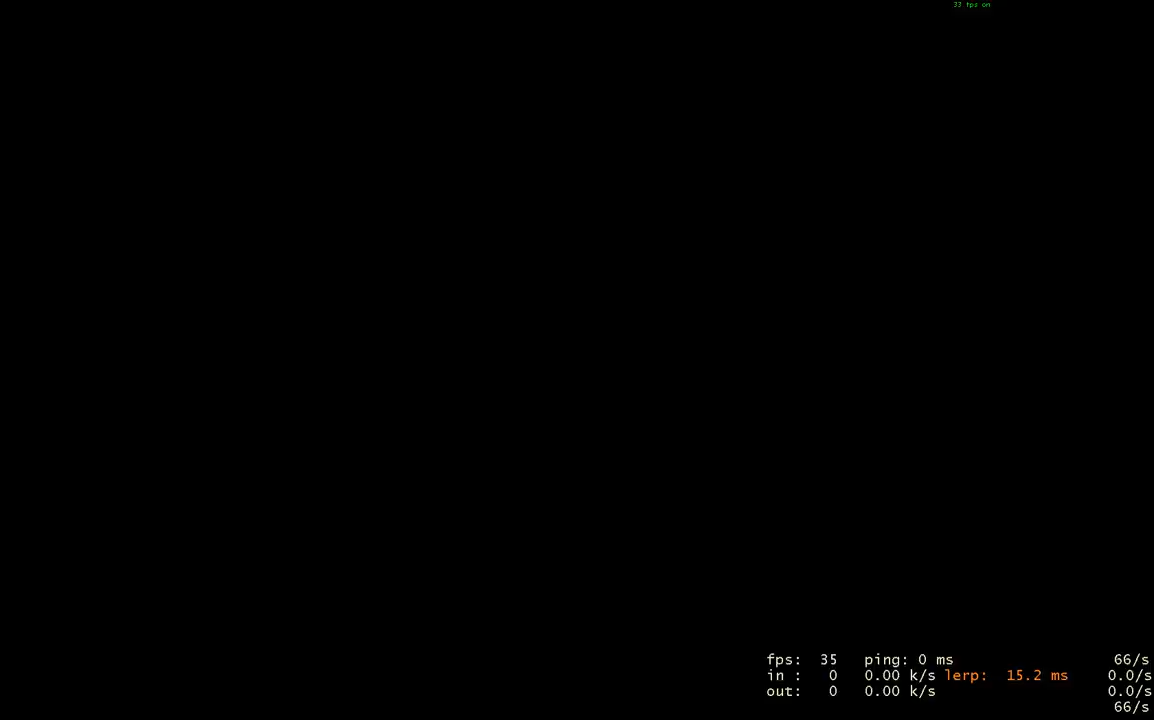 33 fps on
fps: 35 ping: 0 ms 66/s
in : 0 0.00 k/s lerp: 15.2 ms 0.0/s
out: 0 0.00 k/s 0.0/s
66/s